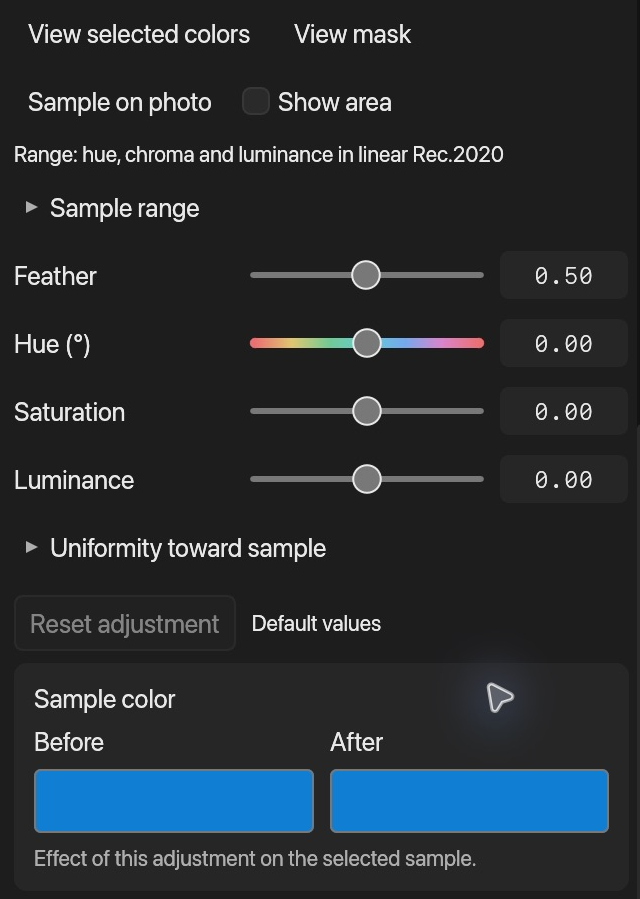 View selected colors View mask
Sample on photo Show area
Range: hue, chroma and luminance in linear Rec.2020
Sample range
Feather 0.50
Hue (°) 0.00
Saturation 0.00
Luminance 0.00
Uniformity toward sample
Reset adjustment Default values
Sample color
Before After
Effect of this adjustment on the selected sample.